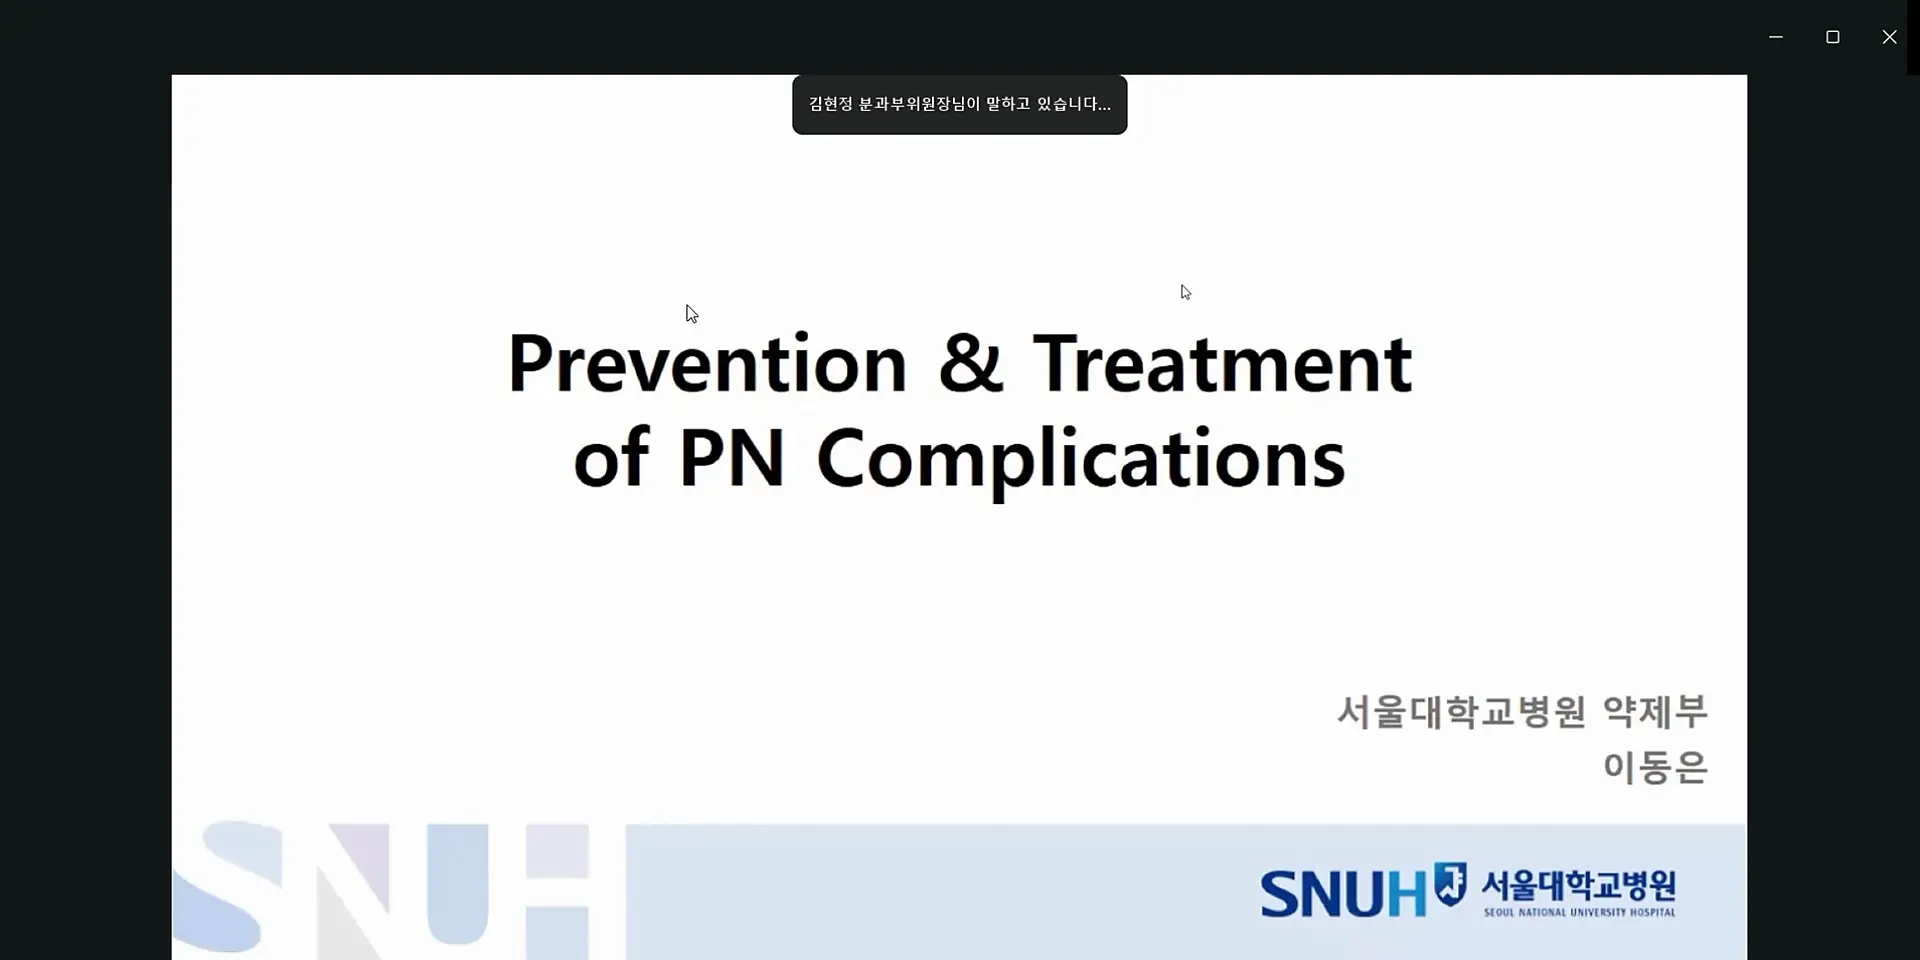 김현정 분과부위원장님이 말하고 있습니다...
Prevention & Treatment
of PN Complications
서울대학교병원 약제부
이동은
SNUH
SNUH 서울대학교병원
SEOUL NATIONAL UNIVERSITY HOSPITAL